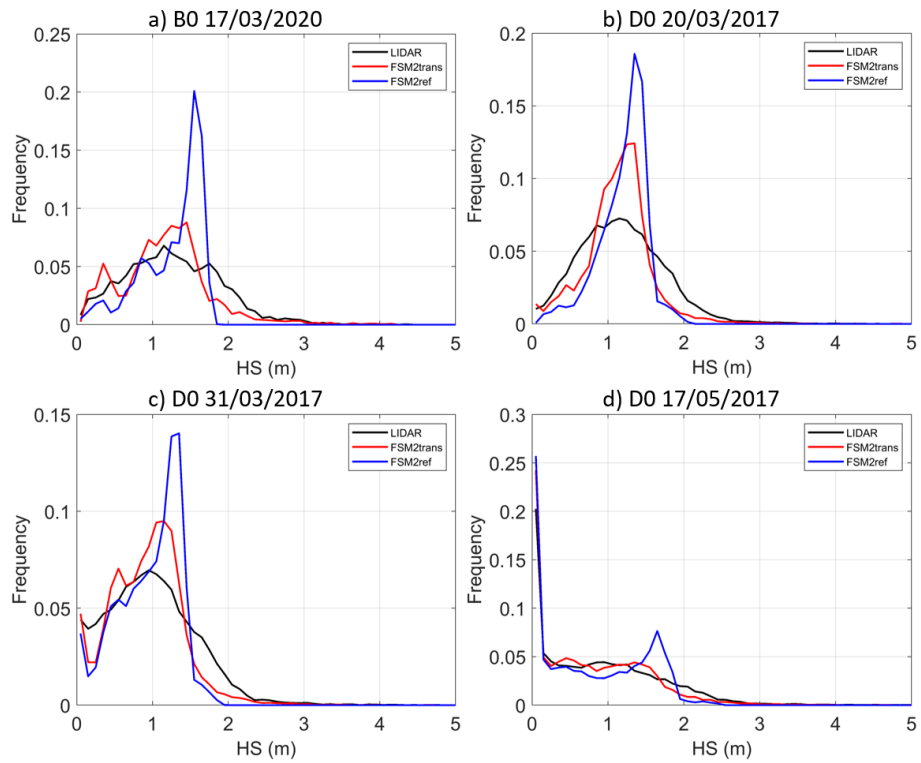 a) B0 17/03/2020
0.25
0.2
0.15
0.1
0.05
0
Frequency
LIDAR
FSM2trans
FSM2ref
0 1 2 3 4 5
HS (m)
b) D0 20/03/2017
0.2
0.15
0.1
0.05
0
Frequency
LIDAR
FSM2trans
FSM2ref
0 1 2 3 4 5
HS (m)
c) D0 31/03/2017
0.15
0.1
0.05
0
Frequency
LIDAR
FSM2trans
FSM2ref
0 1 2 3 4 5
HS (m)
d) D0 17/05/2017
0.3
0.25
0.2
0.15
0.1
0.05
0
Frequency
LIDAR
FSM2trans
FSM2ref
0 1 2 3 4 5
HS (m)